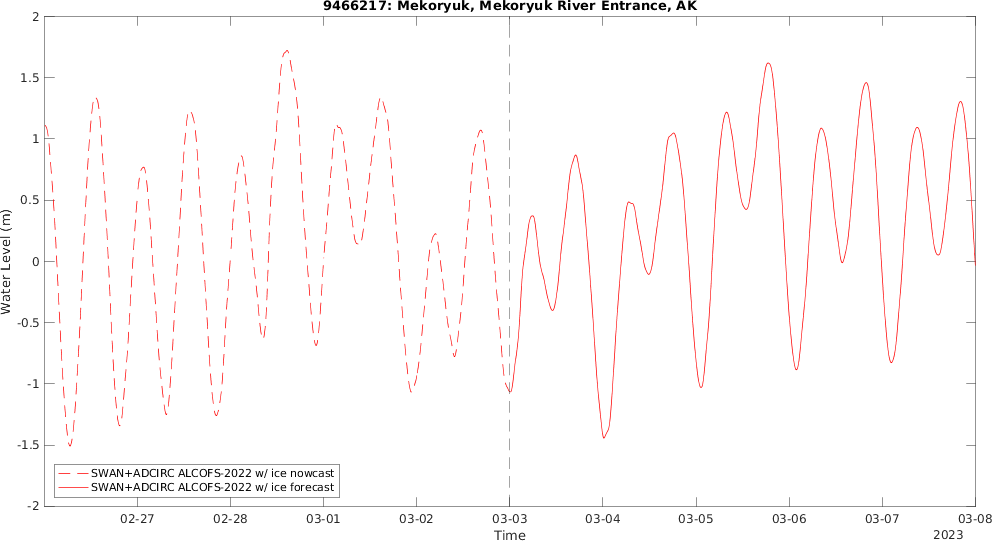 9466217: Mekoryuk, Mekoryuk River Entrance, AK
2
1.5
1
0.5
0
-0.5
-1
-1.5
-2
Water Level (m)
SWAN+ADCIRC ALCOFS-2022 w/ ice nowcast
SWAN+ADCIRC ALCOFS-2022 w/ ice forecast
02-27 02-28 03-01 03-02 03-03 03-04 03-05 03-06 03-07 03-08
Time
2023